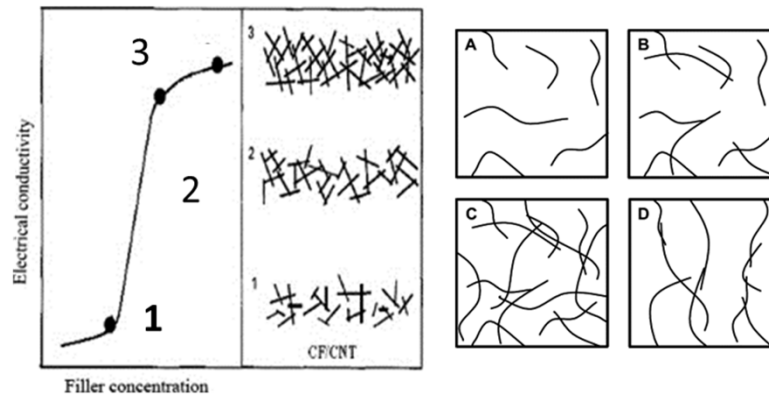 Electrical conductivity
3
2
1
Filler concentration
3
2
1
CF/CNT
A
B
C
D